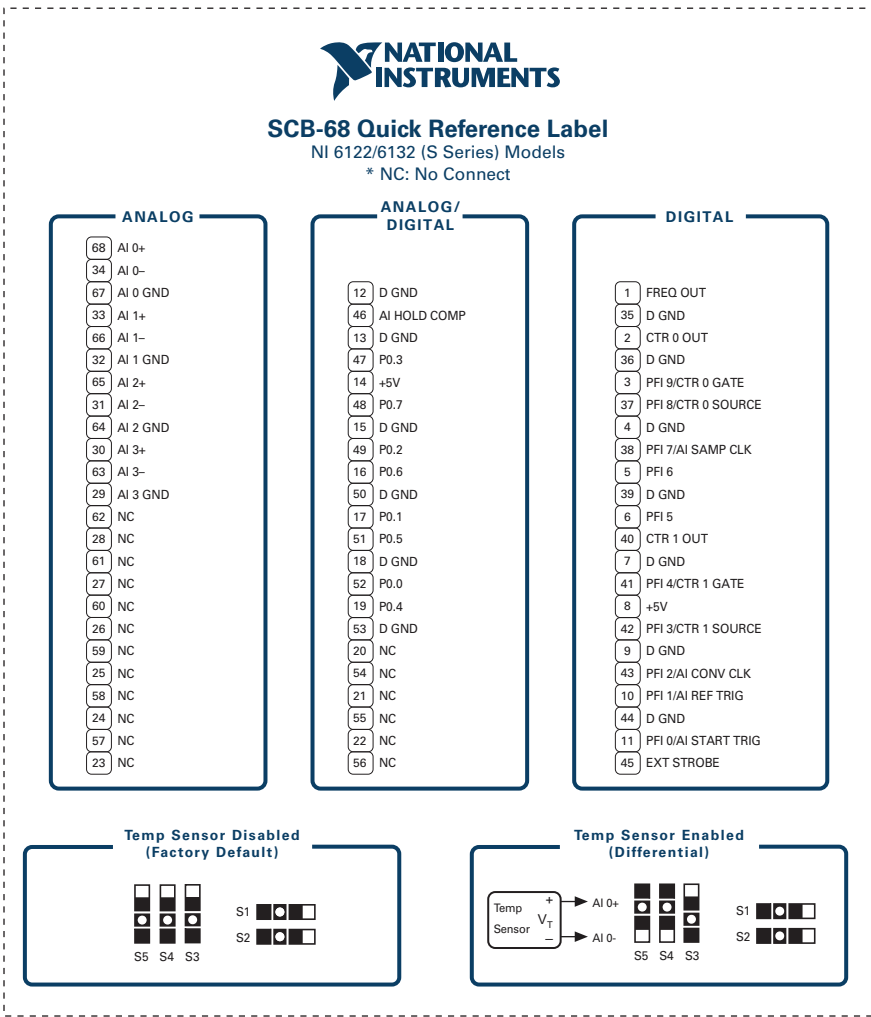 NATIONAL
INSTRUMENTS
SCB-68 Quick Reference Label
NI 6122/6132 (S Series) Models
* NC: No Connect
ANALOG
68 AI 0+
34 AI 0–
67 AI 0 GND
33 AI 1+
66 AI 1–
32 AI 1 GND
65 AI 2+
31 AI 2–
64 AI 2 GND
30 AI 3+
63 AI 3–
29 AI 3 GND
62 NC
28 NC
61 NC
27 NC
60 NC
26 NC
59 NC
25 NC
58 NC
24 NC
57 NC
23 NC
ANALOG/
DIGITAL
12 D GND
46 AI HOLD COMP
13 D GND
47 P0.3
14 +5V
48 P0.7
15 D GND
49 P0.2
16 P0.6
50 D GND
17 P0.1
51 P0.5
18 D GND
52 P0.0
19 P0.4
53 D GND
20 NC
54 NC
21 NC
55 NC
22 NC
56 NC
DIGITAL
1 FREQ OUT
35 D GND
2 CTR 0 OUT
36 D GND
3 PFI 9/CTR 0 GATE
37 PFI 8/CTR 0 SOURCE
4 D GND
38 PFI 7/AI SAMP CLK
5 PFI 6
39 D GND
6 PFI 5
40 CTR 1 OUT
7 D GND
41 PFI 4/CTR 1 GATE
8 +5V
42 PFI 3/CTR 1 SOURCE
9 D GND
43 PFI 2/AI CONV CLK
10 PFI 1/AI REF TRIG
44 D GND
11 PFI 0/AI START TRIG
45 EXT STROBE
Temp Sensor Disabled
(Factory Default)
S5 S4 S3
S1
S2
Temp Sensor Enabled
(Differential)
Temp
Sensor
+
VT
–
AI 0+
AI 0-
S5 S4 S3
S1
S2